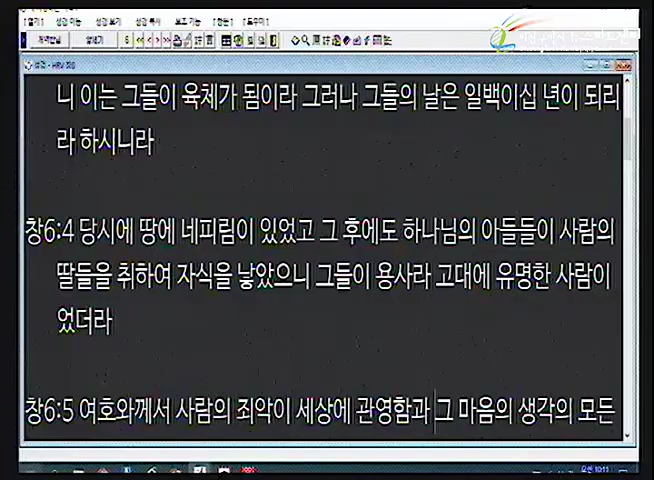 니 이는 그들이 육체가 됨이라 그러나 그들의 날은 일백이십 년이 되리
라 하시니라
창6:4 당시에 땅에 네피림이 있었고 그 후에도 하나님의 아들들이 사람의
딸들을 취하여 자식을 낳았으니 그들이 용사라 고대에 유명한 사람이
었더라
창6:5 여호와께서 사람의 죄악이 세상에 관영함과 그 마음의 생각의 모든